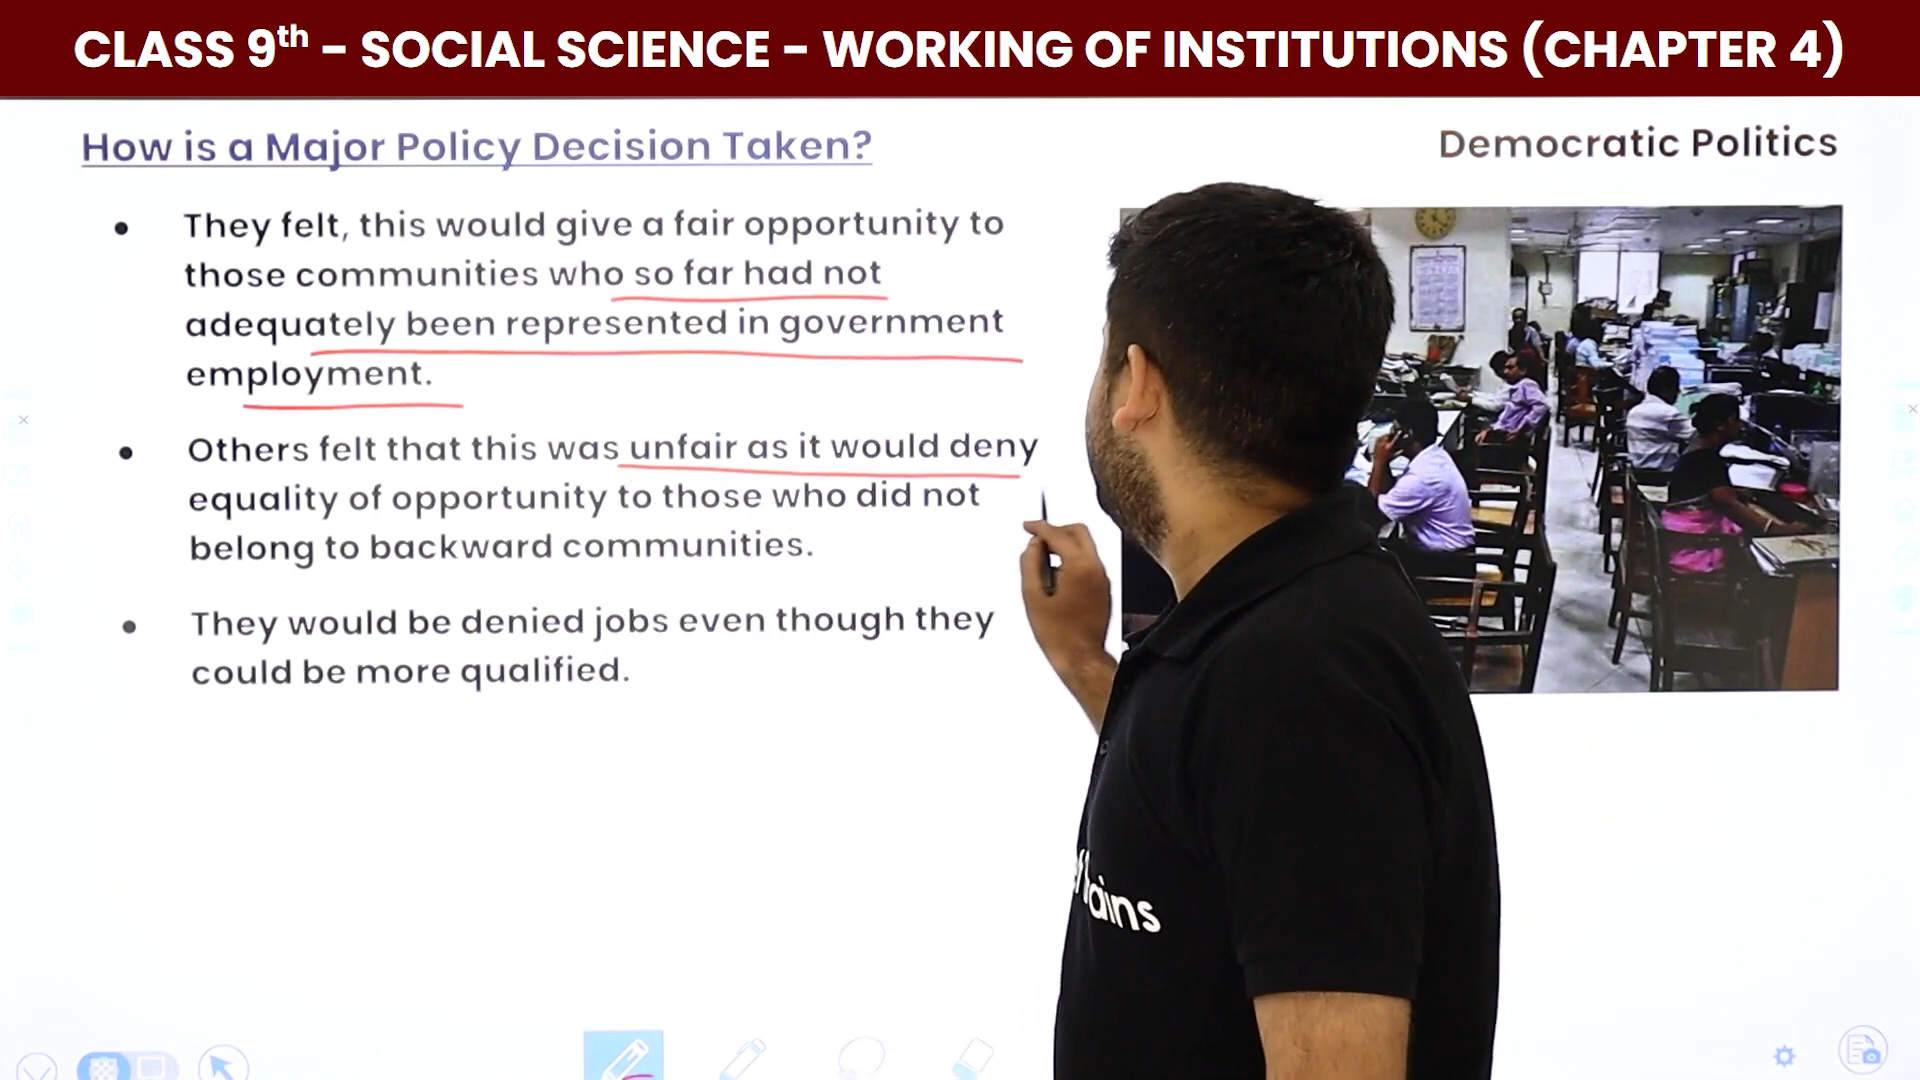 CLASS 9th – SOCIAL SCIENCE – WORKING OF INSTITUTIONS (CHAPTER 4)
How is a Major Policy Decision Taken?
Democratic Politics
• They felt, this would give a fair opportunity to
those communities who so far had not
adequately been represented in government
employment.
• Others felt that this was unfair as it would deny
equality of opportunity to those who did not
belong to backward communities.
• They would be denied jobs even though they
could be more qualified.